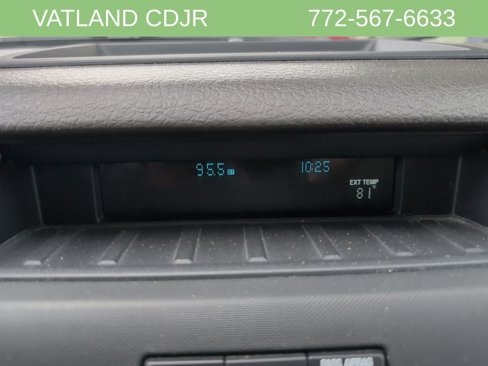 VATLAND CDJR 772-567-6633
95.5 10:25
EXT TEMP
81°